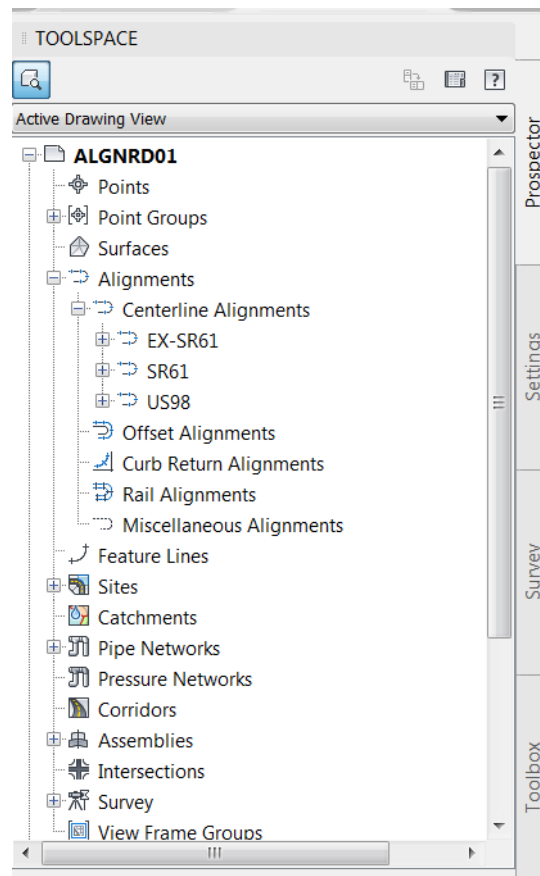 TOOLSPACE
?
Active Drawing View
ALGNRD01
Points
Point Groups
Surfaces
Alignments
Centerline Alignments
EX-SR61
SR61
US98
Offset Alignments
Curb Return Alignments
Rail Alignments
Miscellaneous Alignments
Feature Lines
Sites
Catchments
Pipe Networks
Pressure Networks
Corridors
Assemblies
Intersections
Survey
View Frame Groups
Prospector
Settings
Survey
Toolbox